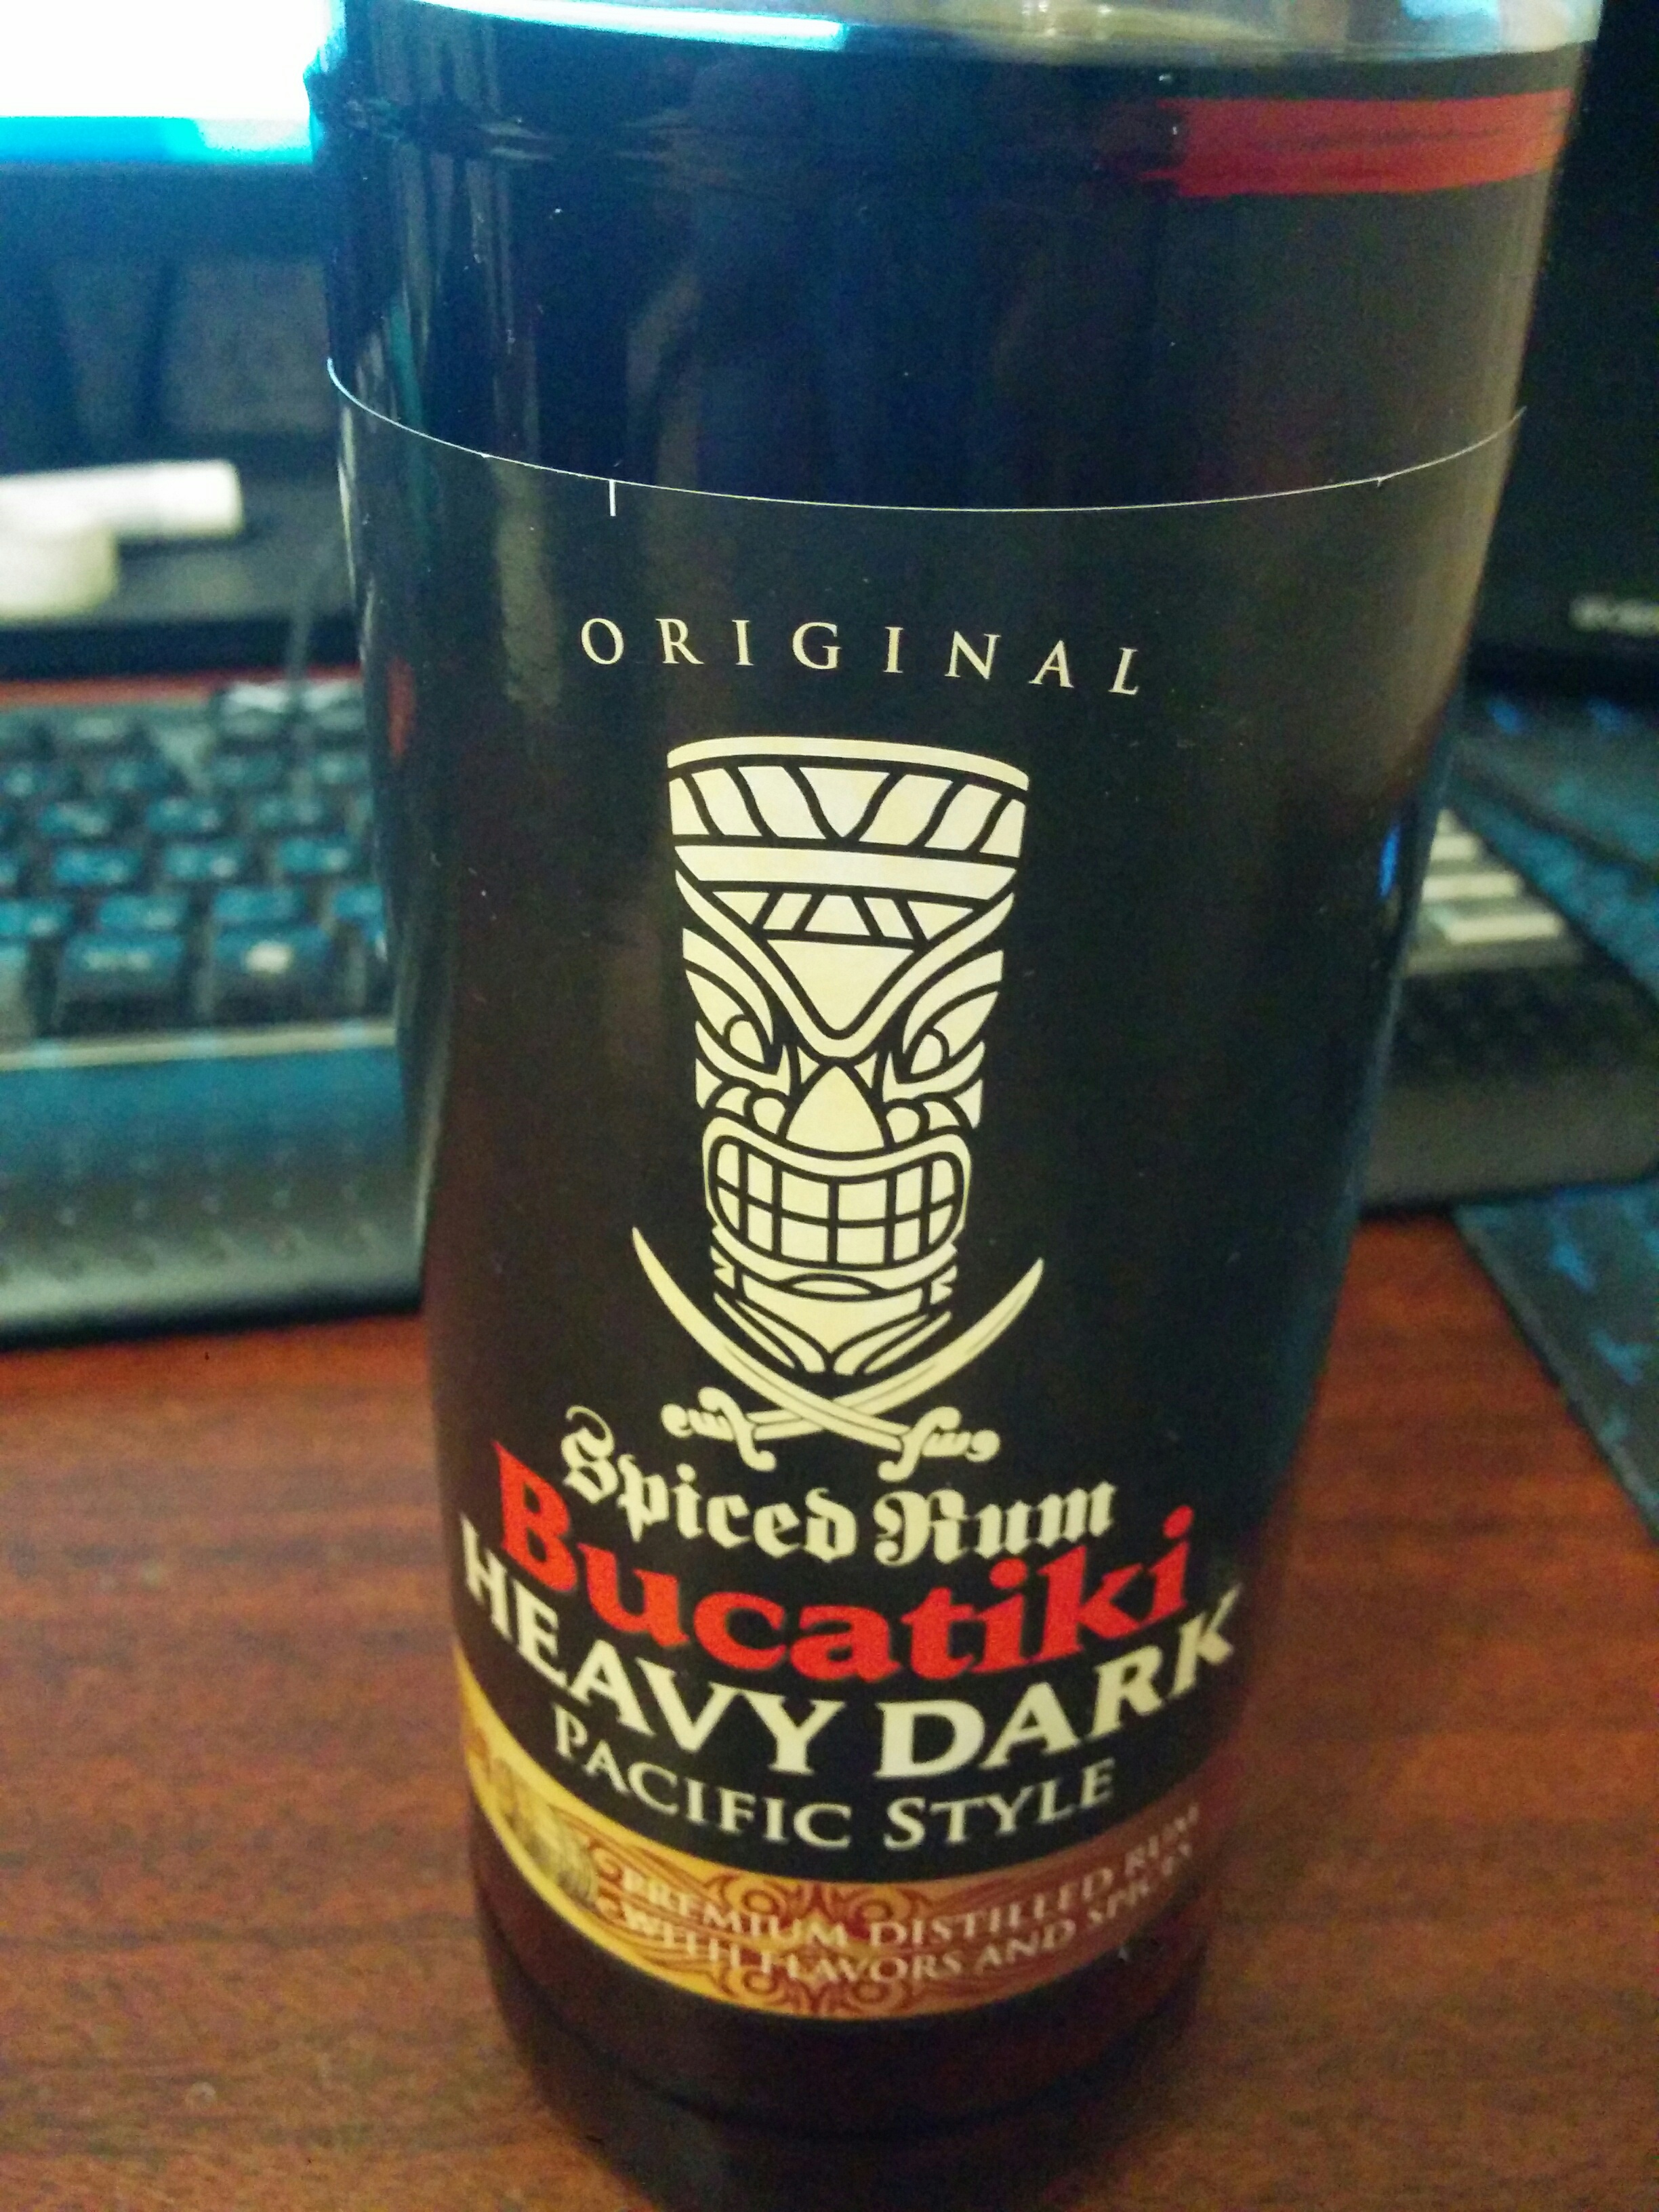 ORIGINAL
Spiced Rum
Bucatiki
HEAVY DARK
PACIFIC STYLE
PREMIUM DISTILLED RUM
WITH FLAVORS AND SPICES